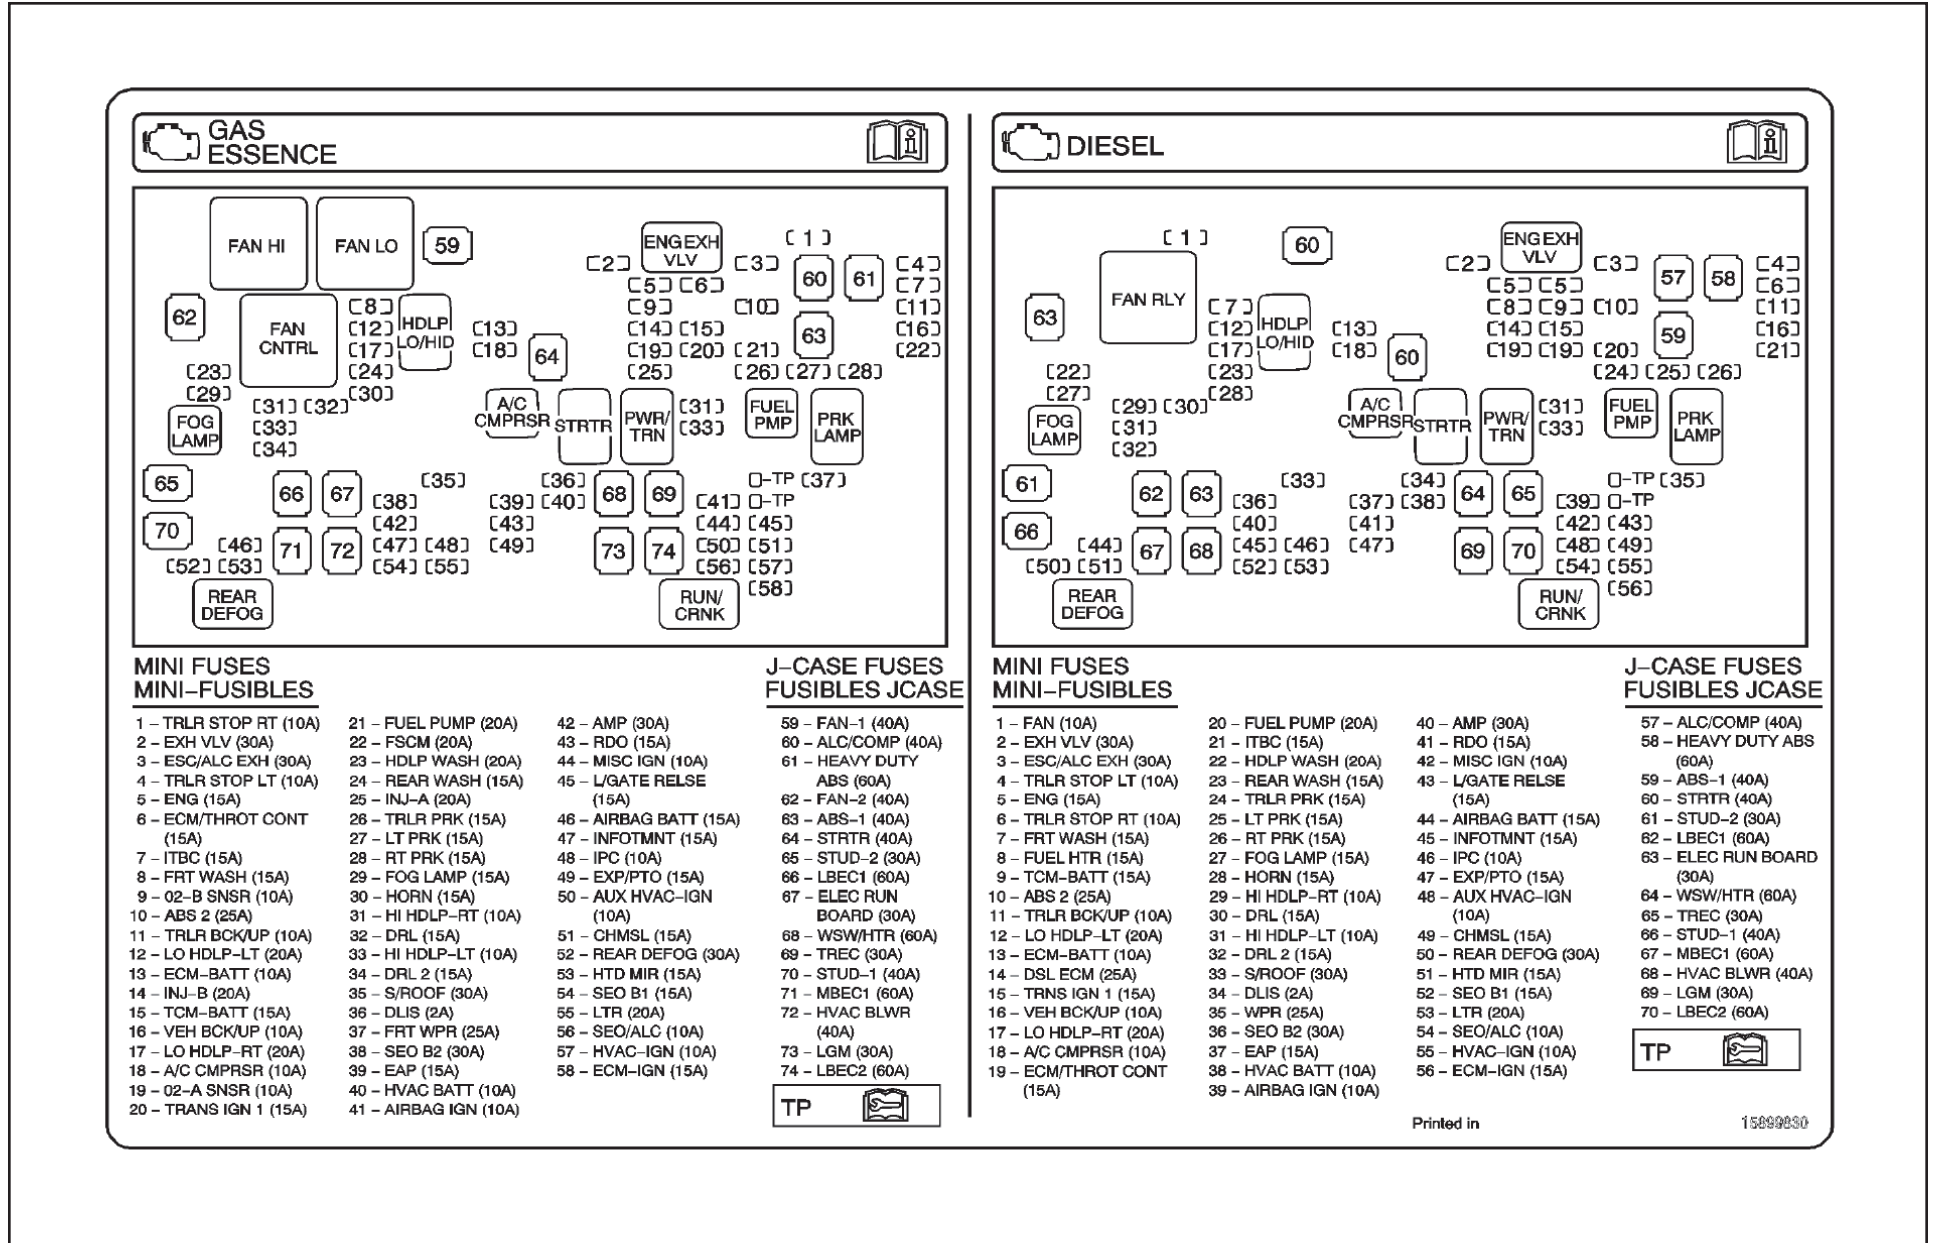 GAS
ESSENCE
FAN HI
FAN LO
59
ENG EXH
VLV
[ 1 ]
[2]
[3]
60
61
[4]
[5] [6]
[7]
62
FAN
CNTRL
[8]
HDLP
LO/HID
[9]
[10]
[11]
[12]
[13]
[14] [15]
63
[16]
[17]
[18]
64
[19] [20]
[21]
[22]
[23]
[24]
[25]
[26] [27] [28]
[29]
[30]
FOG
LAMP
[31] [32]
[33]
[34]
A/C
CMPRSR
STRTR
PWR/
TRN
[31]
[33]
FUEL
PMP
PRK
LAMP
65
66
67
[35]
[36]
68
69
O-TP [37]
[38]
[39] [40]
[41] O-TP
70
[42]
[43]
[44] [45]
[46]
71
72
[47] [48]
[49]
73
74
[50] [51]
[52] [53]
[54] [55]
[56] [57]
REAR
DEFOG
RUN/
CRNK
[58]
MINI FUSES
MINI-FUSIBLES
J-CASE FUSES
FUSIBLES JCASE
1 – TRLR STOP RT (10A)
2 – EXH VLV (30A)
3 – ESC/ALC EXH (30A)
4 – TRLR STOP LT (10A)
5 – ENG (15A)
6 – ECM/THROT CONT
(15A)
7 – ITBC (15A)
8 – FRT WASH (15A)
9 – 02-B SNSR (10A)
10 – ABS 2 (25A)
11 – TRLR BCK/UP (10A)
12 – LO HDLP-LT (20A)
13 – ECM-BATT (10A)
14 – INJ-B (20A)
15 – TCM-BATT (15A)
16 – VEH BCK/UP (10A)
17 – LO HDLP-RT (20A)
18 – A/C CMPRSR (10A)
19 – 02-A SNSR (10A)
20 – TRANS IGN 1 (15A)
21 – FUEL PUMP (20A)
22 – FSCM (20A)
23 – HDLP WASH (20A)
24 – REAR WASH (15A)
25 – INJ-A (20A)
26 – TRLR PRK (15A)
27 – LT PRK (15A)
28 – RT PRK (15A)
29 – FOG LAMP (15A)
30 – HORN (15A)
31 – HI HDLP-RT (10A)
32 – DRL (15A)
33 – HI HDLP-LT (10A)
34 – DRL 2 (15A)
35 – S/ROOF (30A)
36 – DLIS (2A)
37 – FRT WPR (25A)
38 – SEO B2 (30A)
39 – EAP (15A)
40 – HVAC BATT (10A)
41 – AIRBAG IGN (10A)
42 – AMP (30A)
43 – RDO (15A)
44 – MISC IGN (10A)
45 – L/GATE RELSE
(15A)
46 – AIRBAG BATT (15A)
47 – INFOTMNT (15A)
48 – IPC (10A)
49 – EXP/PTO (15A)
50 – AUX HVAC-IGN
(10A)
51 – CHMSL (15A)
52 – REAR DEFOG (30A)
53 – HTD MIR (15A)
54 – SEO B1 (15A)
55 – LTR (20A)
56 – SEO/ALC (10A)
57 – HVAC-IGN (10A)
58 – ECM-IGN (15A)
59 – FAN-1 (40A)
60 – ALC/COMP (40A)
61 – HEAVY DUTY
ABS (60A)
62 – FAN-2 (40A)
63 – ABS-1 (40A)
64 – STRTR (40A)
65 – STUD-2 (30A)
66 – LBEC1 (60A)
67 – ELEC RUN
BOARD (30A)
68 – WSW/HTR (60A)
69 – TREC (30A)
70 – STUD-1 (40A)
71 – MBEC1 (60A)
72 – HVAC BLWR
(40A)
73 – LGM (30A)
74 – LBEC2 (60A)
TP
DIESEL
[ 1 ]
60
ENG EXH
VLV
[2]
[3]
57
58
[4]
[5] [5]
[6]
63
FAN RLY
[7]
HDLP
LO/HID
[8] [9]
[10]
[11]
[12]
[13]
[14] [15]
59
[16]
[17]
[18]
60
[19] [19]
[20]
[21]
[22]
[23]
[24] [25] [26]
[27]
[28]
FOG
LAMP
[29] [30]
[31]
[32]
A/C
CMPRSR
STRTR
PWR/
TRN
[31]
[33]
FUEL
PMP
PRK
LAMP
61
62
63
[33]
[34]
64
65
O-TP [35]
[36]
[37] [38]
[39] O-TP
66
[40]
[41]
[42] [43]
[44]
67
68
[45] [46]
[47]
69
70
[48] [49]
[50] [51]
[52] [53]
[54] [55]
REAR
DEFOG
RUN/
CRNK
[56]
MINI FUSES
MINI-FUSIBLES
J-CASE FUSES
FUSIBLES JCASE
1 – FAN (10A)
2 – EXH VLV (30A)
3 – ESC/ALC EXH (30A)
4 – TRLR STOP LT (10A)
5 – ENG (15A)
6 – TRLR STOP RT (10A)
7 – FRT WASH (15A)
8 – FUEL HTR (15A)
9 – TCM-BATT (15A)
10 – ABS 2 (25A)
11 – TRLR BCK/UP (10A)
12 – LO HDLP-LT (20A)
13 – ECM-BATT (10A)
14 – DSL ECM (25A)
15 – TRNS IGN 1 (15A)
16 – VEH BCK/UP (10A)
17 – LO HDLP-RT (20A)
18 – A/C CMPRSR (10A)
19 – ECM/THROT CONT
(15A)
20 – FUEL PUMP (20A)
21 – ITBC (15A)
22 – HDLP WASH (20A)
23 – REAR WASH (15A)
24 – TRLR PRK (15A)
25 – LT PRK (15A)
26 – RT PRK (15A)
27 – FOG LAMP (15A)
28 – HORN (15A)
29 – HI HDLP-RT (10A)
30 – DRL (15A)
31 – HI HDLP-LT (10A)
32 – DRL 2 (15A)
33 – S/ROOF (30A)
34 – DLIS (2A)
35 – WPR (25A)
36 – SEO B2 (30A)
37 – EAP (15A)
38 – HVAC BATT (10A)
39 – AIRBAG IGN (10A)
40 – AMP (30A)
41 – RDO (15A)
42 – MISC IGN (10A)
43 – L/GATE RELSE
(15A)
44 – AIRBAG BATT (15A)
45 – INFOTMNT (15A)
46 – IPC (10A)
47 – EXP/PTO (15A)
48 – AUX HVAC-IGN
(10A)
49 – CHMSL (15A)
50 – REAR DEFOG (30A)
51 – HTD MIR (15A)
52 – SEO B1 (15A)
53 – LTR (20A)
54 – SEO/ALC (10A)
55 – HVAC-IGN (10A)
56 – ECM-IGN (15A)
57 – ALC/COMP (40A)
58 – HEAVY DUTY ABS
(60A)
59 – ABS-1 (40A)
60 – STRTR (40A)
61 – STUD-2 (30A)
62 – LBEC1 (60A)
63 – ELEC RUN BOARD
(30A)
64 – WSW/HTR (60A)
65 – TREC (30A)
66 – STUD-1 (40A)
67 – MBEC1 (60A)
68 – HVAC BLWR (40A)
69 – LGM (30A)
70 – LBEC2 (60A)
TP
Printed in
15899830